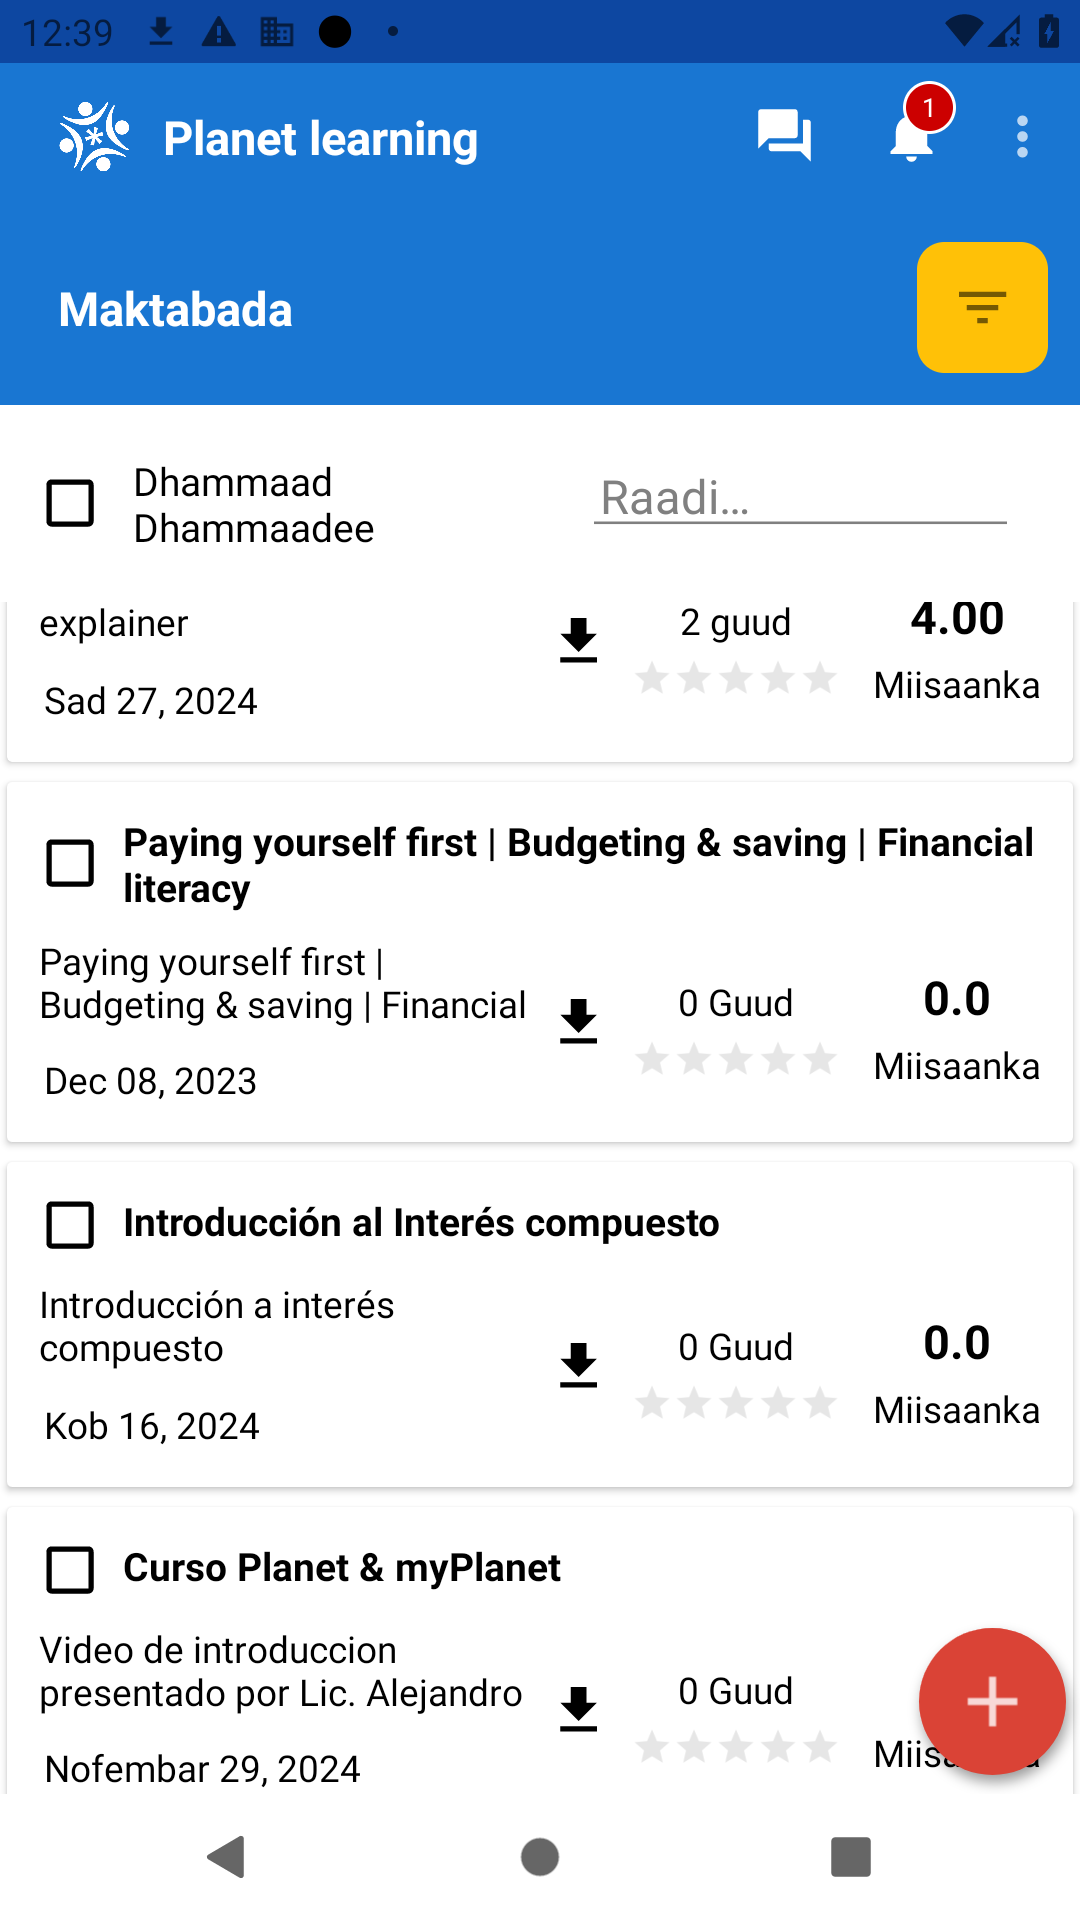 12:39
Planet learning
1
Maktabada
Dhammaad
Dhammaadee
Raadi...
explainer
2 guud
4.00
Miisaanka
Sad 27, 2024
Paying yourself first | Budgeting & saving | Financial
literacy
Paying yourself first |
Budgeting & saving | Financial
0 Guud
0.0
Miisaanka
Dec 08, 2023
Introducción al Interés compuesto
Introducción a interés
compuesto
0 Guud
0.0
Miisaanka
Kob 16, 2024
Curso Planet & myPlanet
Video de introduccion
presentado por Lic. Alejandro
0 Guud
Nofembar 29, 2024